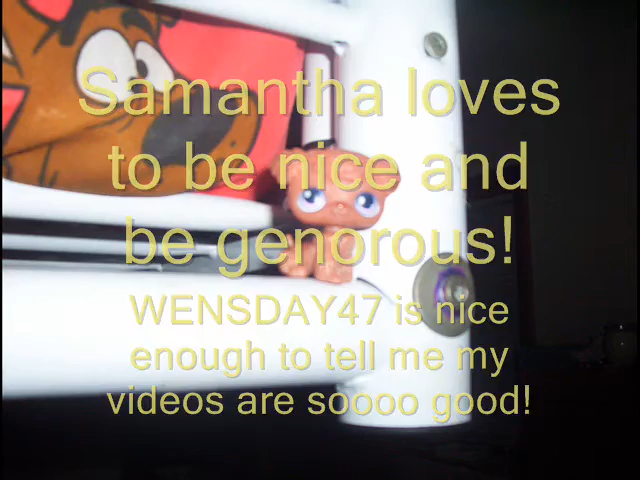 Samantha loves
to be nice and
be genorous!
WENSDAY47 is nice
enough to tell me my
videos are soooo good!